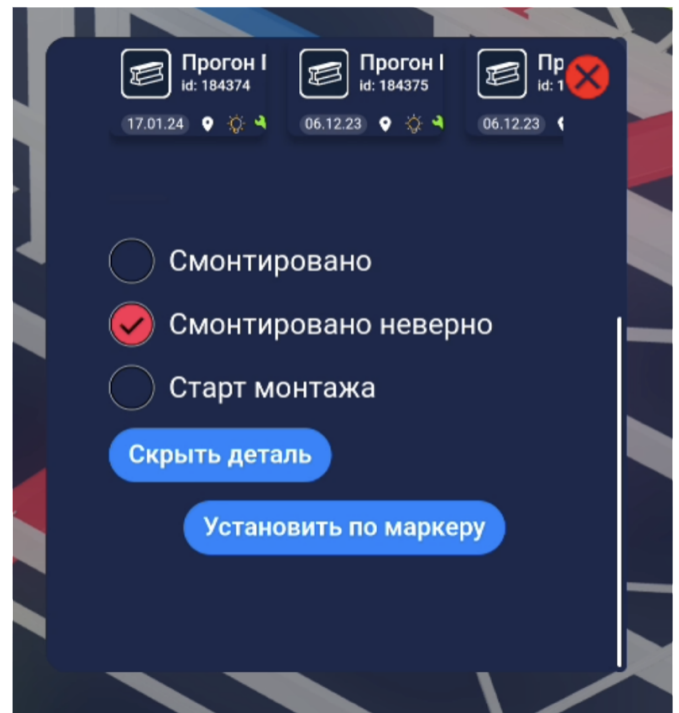 Прогон
id: 184374
17.01.24
Прогон
id: 184375
06.12.23
06.12.23
Смонтировано
Смонтировано неверно
Старт монтажа
Скрыть деталь
Установить по маркеру